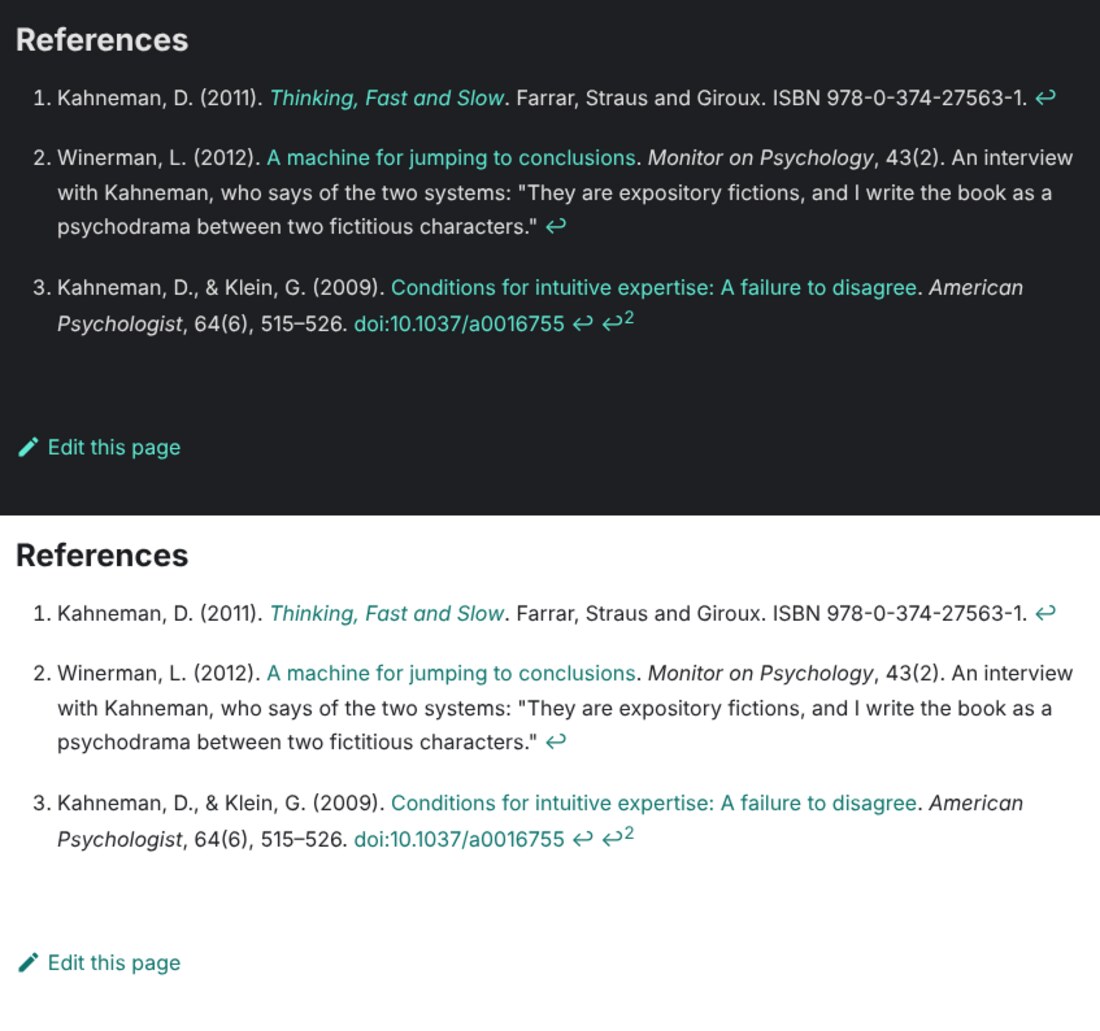 References
1. Kahneman, D. (2011). Thinking, Fast and Slow. Farrar, Straus and Giroux. ISBN 978-0-374-27563-1. ↩
2. Winerman, L. (2012). A machine for jumping to conclusions. Monitor on Psychology, 43(2). An interview
with Kahneman, who says of the two systems: "They are expository fictions, and I write the book as a
psychodrama between two fictitious characters." ↩
3. Kahneman, D., & Klein, G. (2009). Conditions for intuitive expertise: A failure to disagree. American
Psychologist, 64(6), 515–526. doi:10.1037/a0016755 ↩ ↩2
Edit this page
References
1. Kahneman, D. (2011). Thinking, Fast and Slow. Farrar, Straus and Giroux. ISBN 978-0-374-27563-1. ↩
2. Winerman, L. (2012). A machine for jumping to conclusions. Monitor on Psychology, 43(2). An interview
with Kahneman, who says of the two systems: "They are expository fictions, and I write the book as a
psychodrama between two fictitious characters." ↩
3. Kahneman, D., & Klein, G. (2009). Conditions for intuitive expertise: A failure to disagree. American
Psychologist, 64(6), 515–526. doi:10.1037/a0016755 ↩ ↩2
Edit this page